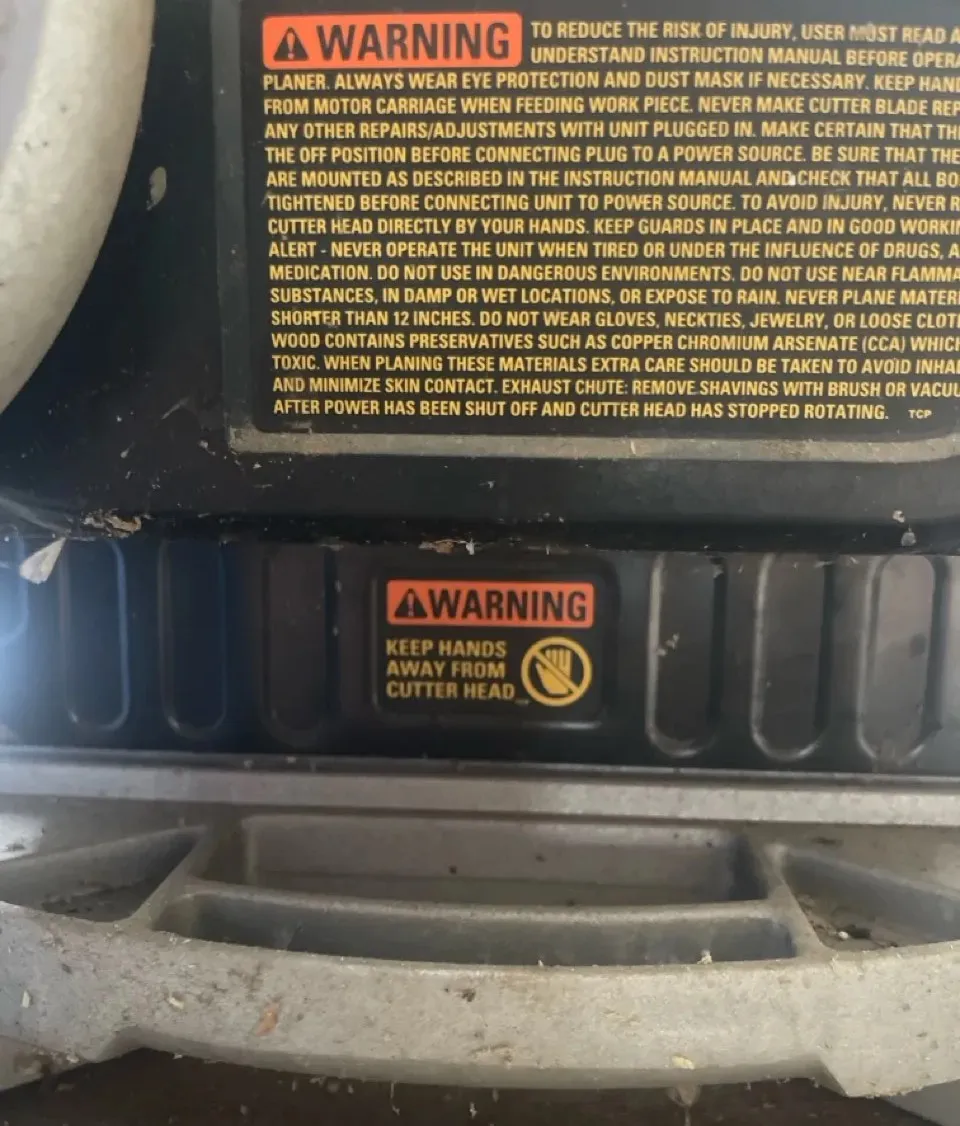 WARNING TO REDUCE THE RISK OF INJURY, USER MUST READ A
UNDERSTAND INSTRUCTION MANUAL BEFORE OPERA
PLANER. ALWAYS WEAR EYE PROTECTION AND DUST MASK IF NECESSARY. KEEP HAN
FROM MOTOR CARRIAGE WHEN FEEDING WORK PIECE. NEVER MAKE CUTTER BLADE REP
ANY OTHER REPAIRS/ADJUSTMENTS WITH UNIT PLUGGED IN. MAKE CERTAIN THAT TH
THE OFF POSITION BEFORE CONNECTING PLUG TO A POWER SOURCE. BE SURE THAT THE
ARE MOUNTED AS DESCRIBED IN THE INSTRUCTION MANUAL AND CHECK THAT ALL BO
TIGHTENED BEFORE CONNECTING UNIT TO POWER SOURCE. TO AVOID INJURY, NEVER R
CUTTER HEAD DIRECTLY BY YOUR HANDS. KEEP GUARDS IN PLACE AND IN GOOD WORKIN
ALERT - NEVER OPERATE THE UNIT WHEN TIRED OR UNDER THE INFLUENCE OF DRUGS, A
MEDICATION. DO NOT USE IN DANGEROUS ENVIRONMENTS. DO NOT USE NEAR FLAMMA
SUBSTANCES, IN DAMP OR WET LOCATIONS, OR EXPOSE TO RAIN. NEVER PLANE MATERI
SHORTER THAN 12 INCHES. DO NOT WEAR GLOVES, NECKTIES, JEWELRY, OR LOOSE CLOT
WOOD CONTAINS PRESERVATIVES SUCH AS COPPER CHROMIUM ARSENATE (CCA) WHICH
TOXIC. WHEN PLANING THESE MATERIALS EXTRA CARE SHOULD BE TAKEN TO AVOID INHA
AND MINIMIZE SKIN CONTACT. EXHAUST CHUTE: REMOVE SHAVINGS WITH BRUSH OR VACU
AFTER POWER HAS BEEN SHUT OFF AND CUTTER HEAD HAS STOPPED ROTATING. TCP
WARNING
KEEP HANDS
AWAY FROM
CUTTER HEAD